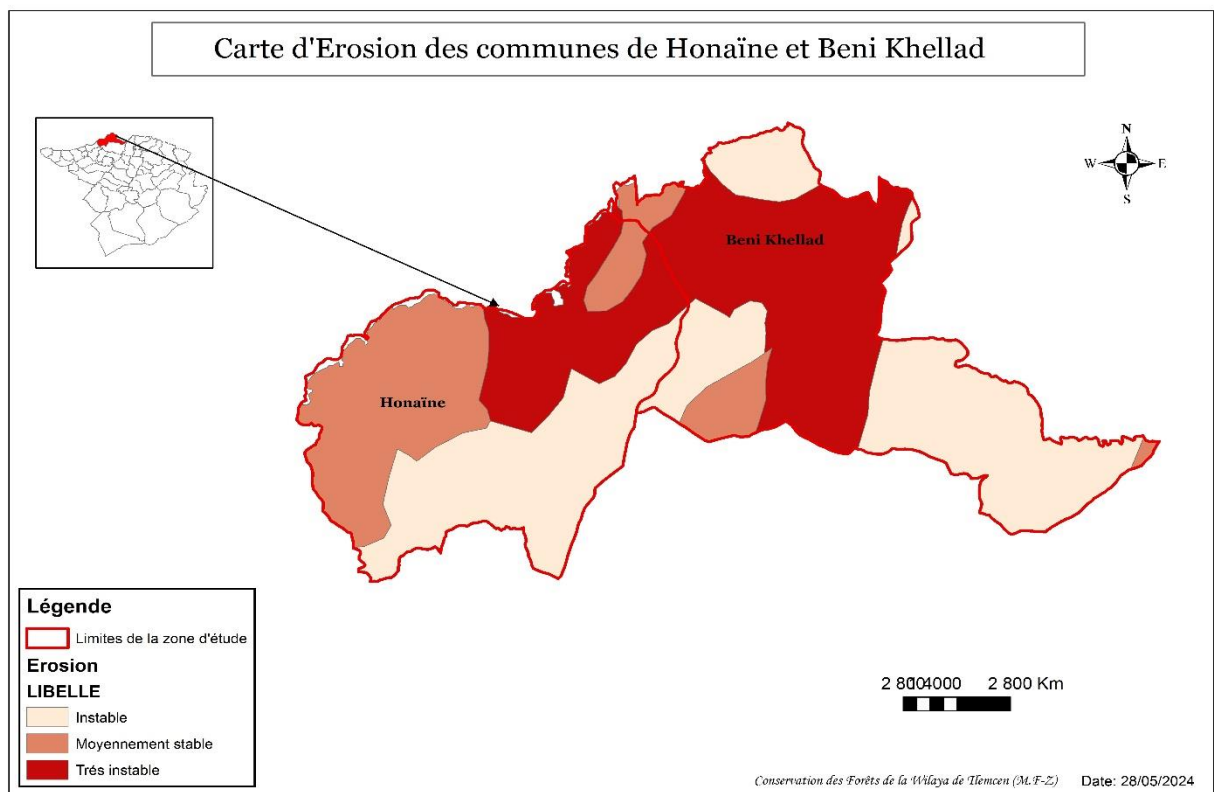 Carte d'Erosion des communes de Honaïne et Beni Khellad
N
W E
S
Beni Khellad
Honaïne
Légende
Limites de la zone d'étude
Erosion
LIBELLE
Instable
Moyennement stable
Trés instable
2 800 2 800 Km
Conservation des Forêts de la Wilaya de Tlemcen (M.F-Z) Date: 28/05/2024